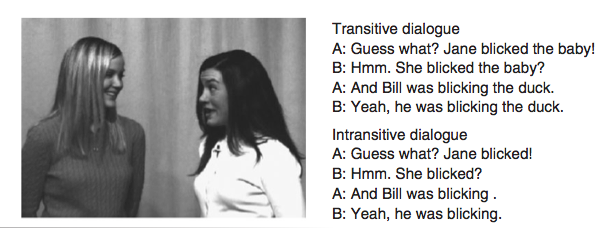 Transitive dialogue
A: Guess what? Jane blicked the baby!
B: Hmm. She blicked the baby?
A: And Bill was blicking the duck.
B: Yeah, he was blicking the duck.
Intransitive dialogue
A: Guess what? Jane blicked!
B: Hmm. She blicked?
A: And Bill was blicking .
B: Yeah, he was blicking.